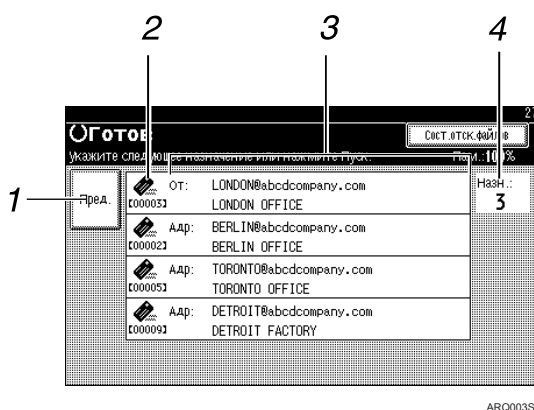 2 3 4
27
Готов Сост.отск.файлов
Укажите следующее назначение или нажмите Пуск. Пам.:100%
1 Пред. От: LONDON@abcdcompany.com Назн.:
[00003] LONDON OFFICE 3
Адр: BERLIN@abcdcompany.com
[00002] BERLIN OFFICE
Адр: TORONTO@abcdcompany.com
[00005] TORONTO OFFICE
Адр: DETROIT@abcdcompany.com
[00009] DETROIT FACTORY
ARQ003S